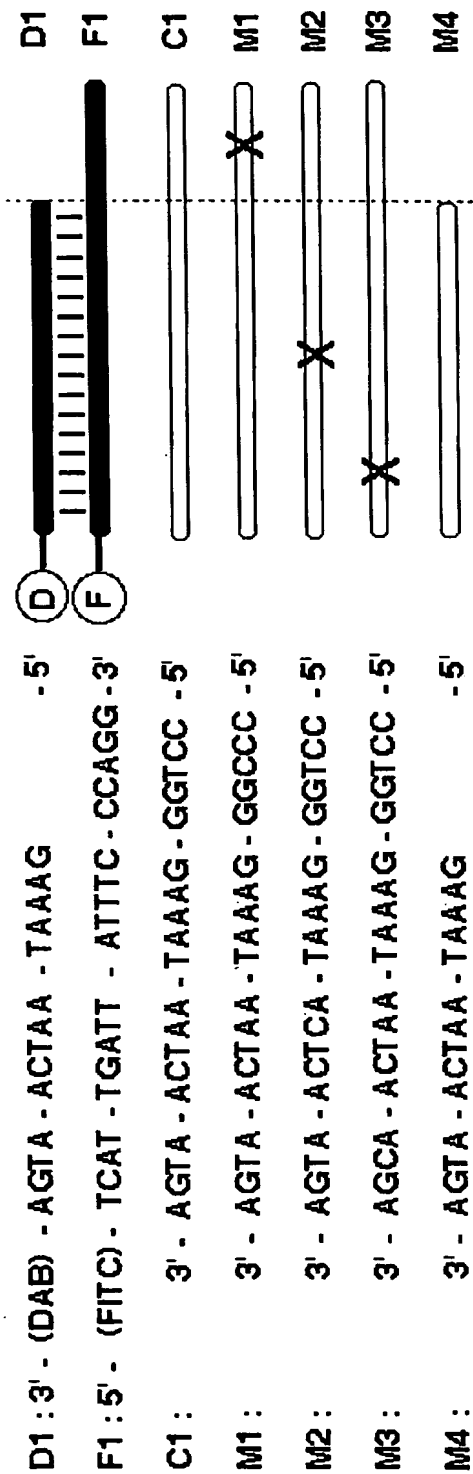 D1 : 3' - (DAB) - AGTA - ACTAA - TAAAG - 5' D D1
F1 : 5' - (FITC) - TCAT - TGATT - ATTTC - CCAGG - 3' F F1
C1 : 3' - AGTA - ACTAA - TAAAG - GGTCC - 5' C1
M1 : 3' - AGTA - ACTAA - TAAAG - GGCCC - 5' X M1
M2 : 3' - AGTA - ACTCA - TAAAG - GGTCC - 5' X M2
M3 : 3' - AGCA - ACTAA - TAAAG - GGTCC - 5' X M3
M4 : 3' - AGTA - ACTAA - TAAAG - 5' M4